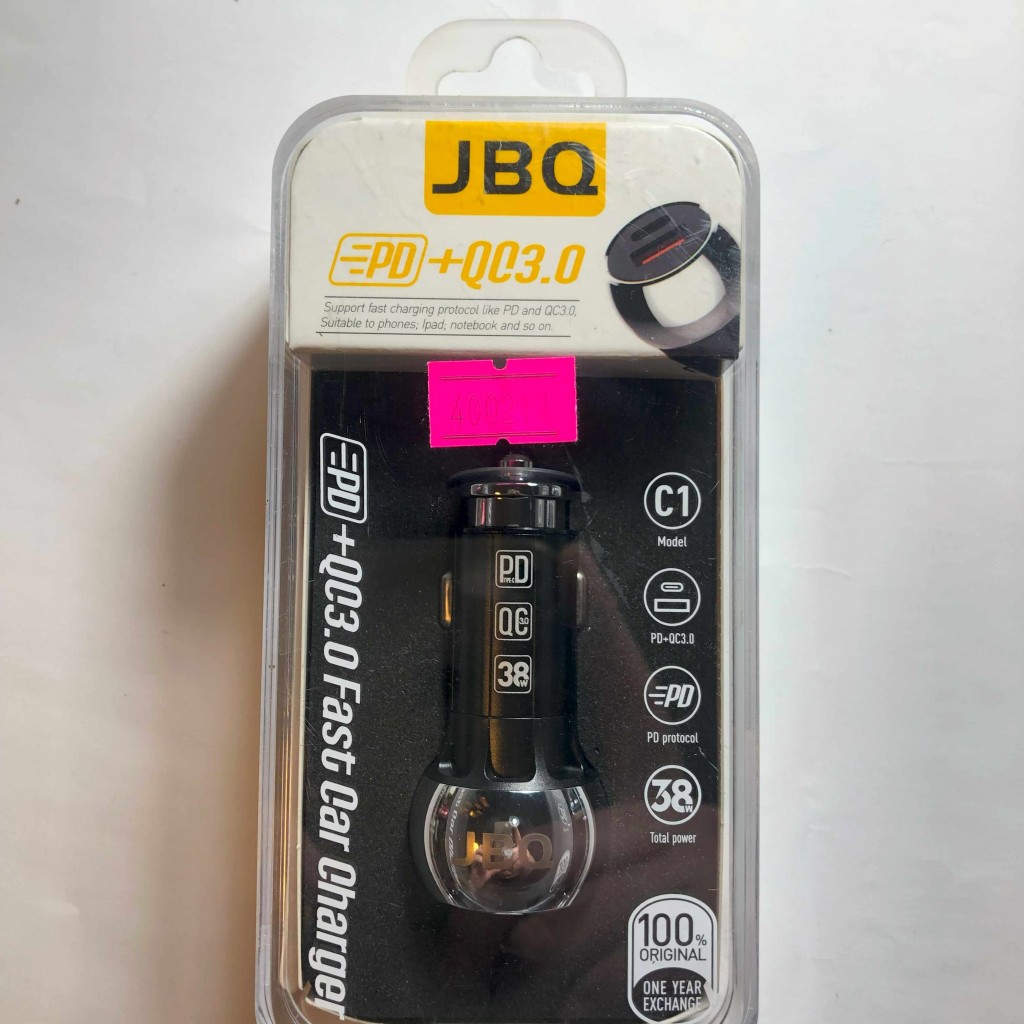 JBQ
PD+QC3.0
Support fast charging protocol like PD and QC3.0,
Suitable to phones; Ipad; notebook and so on.
PD+QC3.0 Fast Car Charger
PD
TYPE-C
QC3.0
38W
JBQ
C1
Model
PD+QC3.0
PD
PD protocol
38W
Total power
100%
ORIGINAL
ONE YEAR
EXCHANGE